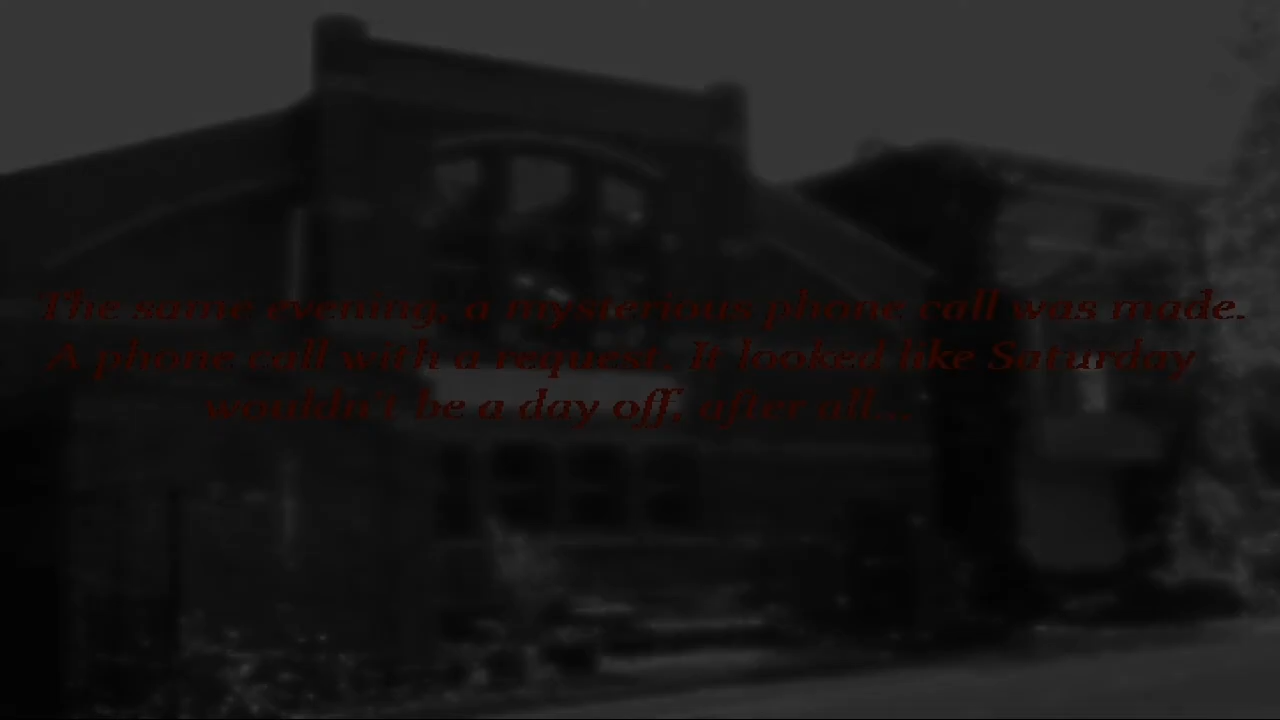 The same evening, a mysterious phone call was made.
A phone call with a request. It looked like Saturday
wouldn't be a day off, after all...